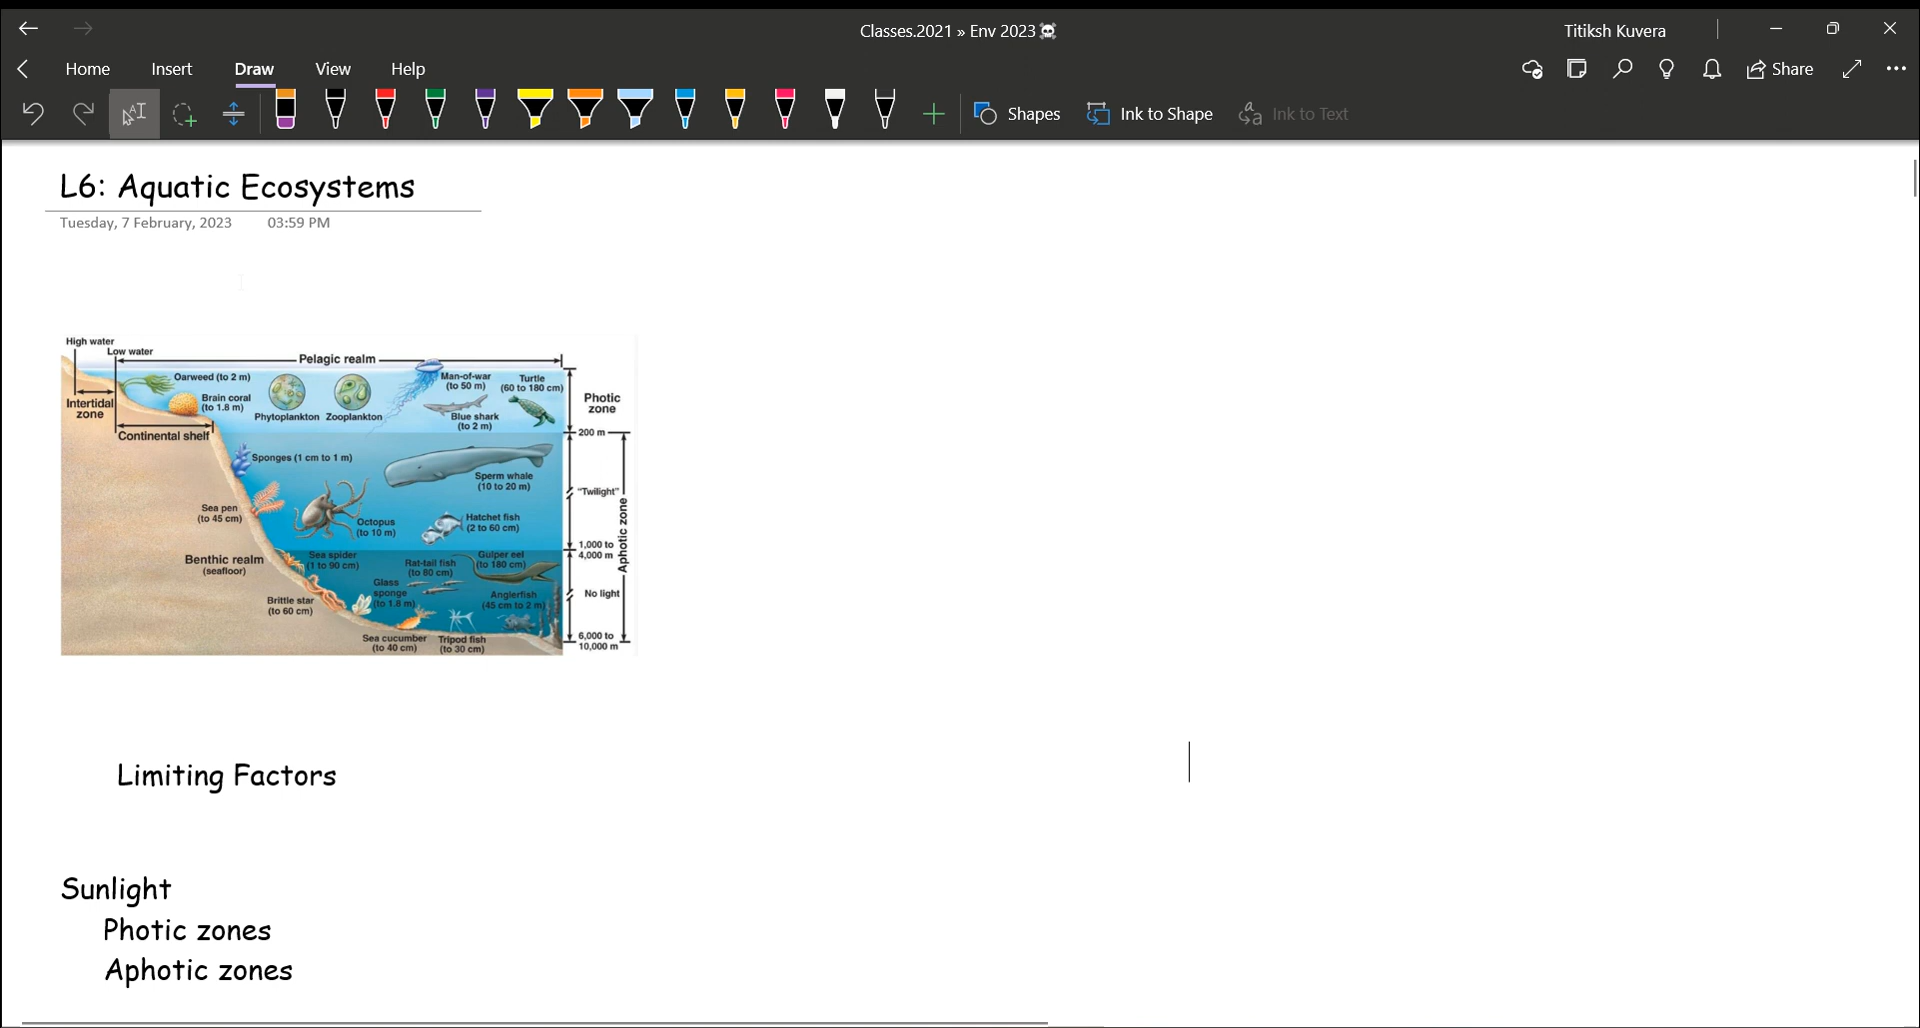 Classes.2021 » Env 2023☠
Titiksh Kuvera
Home Insert Draw View Help
Share
Shapes Ink to Shape Ink to Text
L6: Aquatic Ecosystems
Tuesday, 7 February, 2023 03:59 PM
High water
Low water
Pelagic realm
Intertidal
zone
Continental shelf
Oarweed (to 2 m)
Brain coral
(to 1.8 m)
Phytoplankton Zooplankton
Man-of-war
(to 50 m)
Turtle
(60 to 180 cm)
Blue shark
(to 2 m)
Photic
zone
200 m
Sponges (1 cm to 1 m)
Sperm whale
(10 to 20 m)
"Twilight"
Sea pen
(to 45 cm)
Octopus
(to 10 m)
Hatchet fish
(2 to 60 cm)
Aphotic zone
1,000 to
4,000 m
Benthic realm
(seafloor)
Sea spider
(1 to 90 cm)
Rat-tail fish
(to 80 cm)
Gulper eel
(to 180 cm)
Glass
sponge
(to 1.8 m)
Brittle star
(to 60 cm)
Anglerfish
(45 cm to 2 m)
No light
Sea cucumber
(to 40 cm)
Tripod fish
(to 30 cm)
6,000 to
10,000 m
Limiting Factors
Sunlight
Photic zones
Aphotic zones